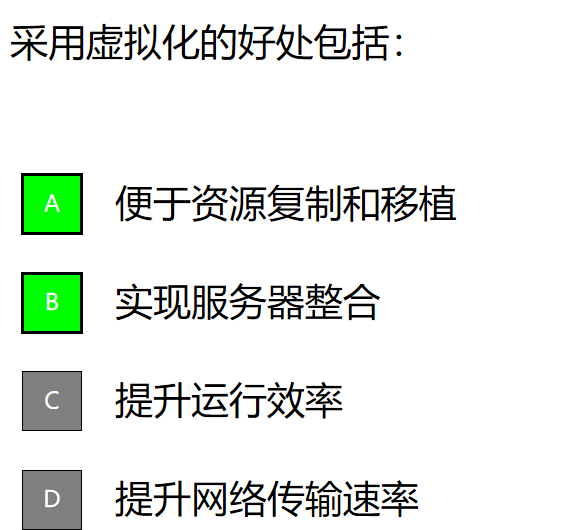 采用虚拟化的好处包括：
A 便于资源复制和移植
B 实现服务器整合
C 提升运行效率
D 提升网络传输速率